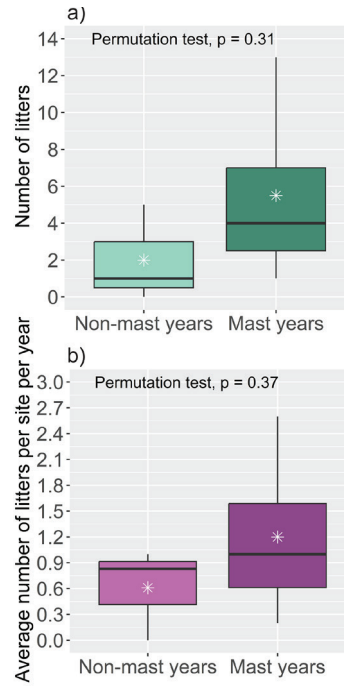 a)
Permutation test, p = 0.31
Number of litters
14
12
10
8
6
4
2
0
Non-mast years Mast years
b)
Permutation test, p = 0.37
Average number of litters per site per year
3.0
2.7
2.4
2.1
1.8
1.5
1.2
0.9
0.6
0.3
0.0
Non-mast years Mast years